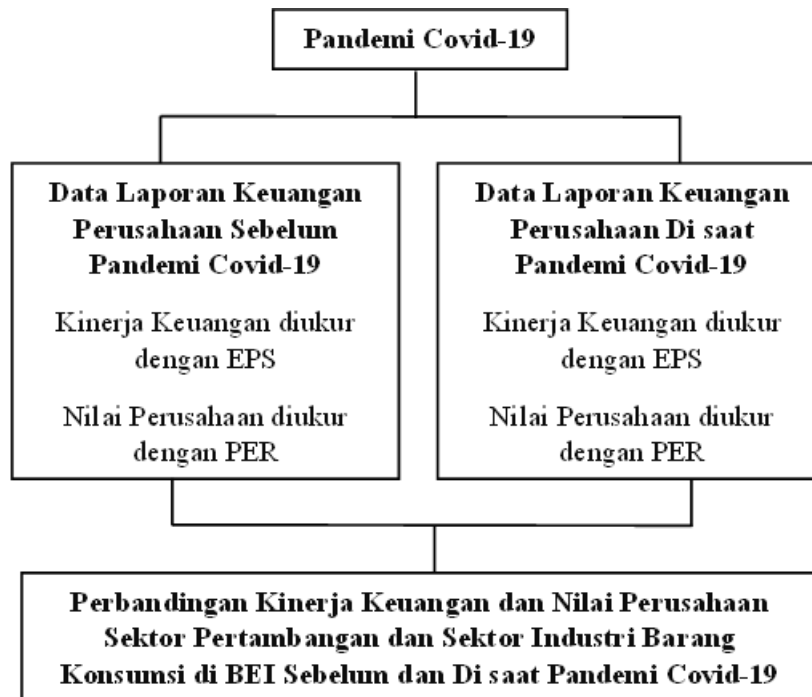 Pandemi Covid-19
Data Laporan Keuangan
Perusahaan Sebelum
Pandemi Covid-19
Kinerja Keuangan diukur
dengan EPS
Nilai Perusahaan diukur
dengan PER
Data Laporan Keuangan
Perusahaan Di saat
Pandemi Covid-19
Kinerja Keuangan diukur
dengan EPS
Nilai Perusahaan diukur
dengan PER
Perbandingan Kinerja Keuangan dan Nilai Perusahaan
Sektor Pertambangan dan Sektor Industri Barang
Konsumsi di BEI Sebelum dan Di saat Pandemi Covid-19